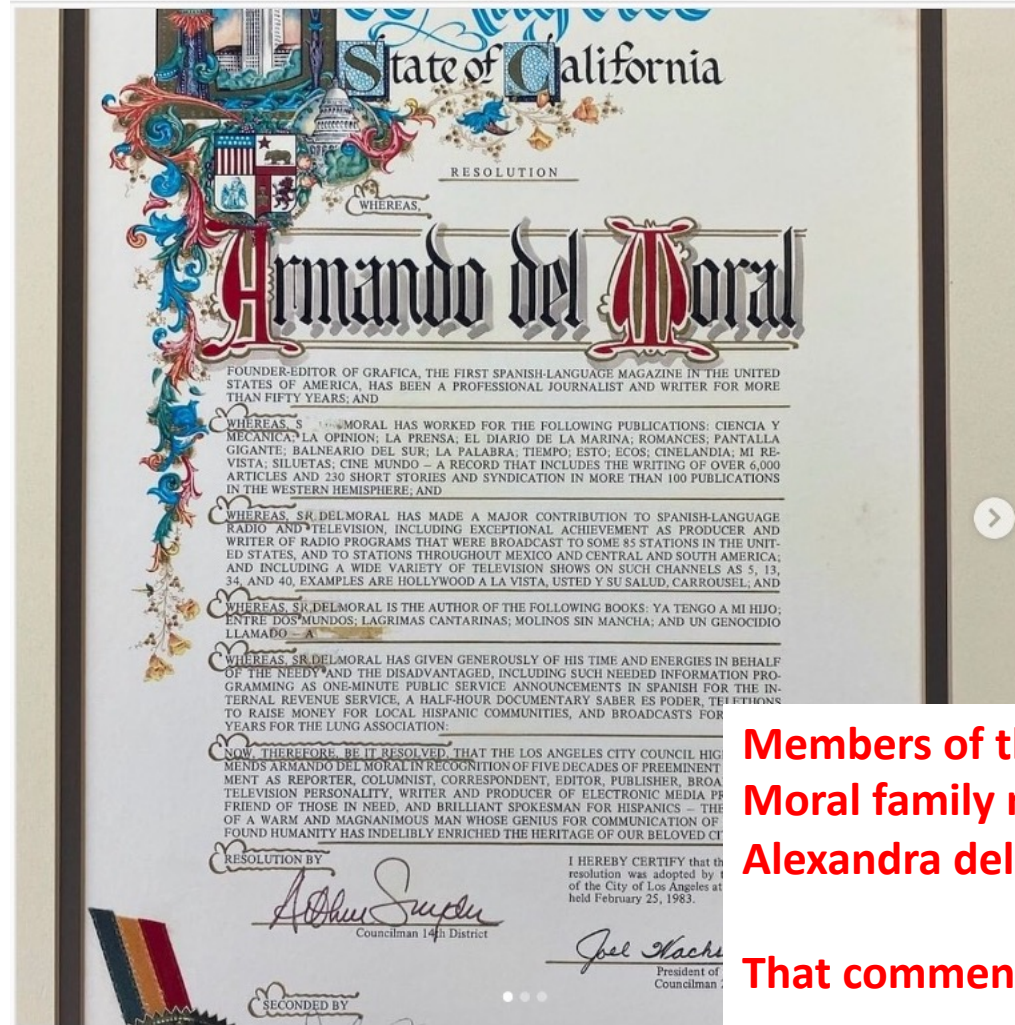 Los Angeles
State of California
RESOLUTION
WHEREAS,
Armando del Moral
FOUNDER-EDITOR OF GRAFICA, THE FIRST SPANISH-LANGUAGE MAGAZINE IN THE UNITED
STATES OF AMERICA, HAS BEEN A PROFESSIONAL JOURNALIST AND WRITER FOR MORE
THAN FIFTY YEARS; AND
WHEREAS, S MORAL HAS WORKED FOR THE FOLLOWING PUBLICATIONS: CIENCIA Y
MECANICA; LA OPINION; LA PRENSA; EL DIARIO DE LA MARINA; ROMANCES; PANTALLA
GIGANTE; BALNEARIO DEL SUR; LA PALABRA; TIEMPO; ESTO; ECOS; CINELANDIA; MI RE-
VISTA; SILUETAS; CINE MUNDO – A RECORD THAT INCLUDES THE WRITING OF OVER 6,000
ARTICLES AND 230 SHORT STORIES AND SYNDICATION IN MORE THAN 100 PUBLICATIONS
IN THE WESTERN HEMISPHERE; AND
WHEREAS, SR.DELMORAL HAS MADE A MAJOR CONTRIBUTION TO SPANISH-LANGUAGE
RADIO AND TELEVISION, INCLUDING EXCEPTIONAL ACHIEVEMENT AS PRODUCER AND
WRITER OF RADIO PROGRAMS THAT WERE BROADCAST TO SOME 85 STATIONS IN THE UNIT-
ED STATES, AND TO STATIONS THROUGHOUT MEXICO AND CENTRAL AND SOUTH AMERICA;
AND INCLUDING A WIDE VARIETY OF TELEVISION SHOWS ON SUCH CHANNELS AS 5, 13,
34, AND 40, EXAMPLES ARE HOLLYWOOD A LA VISTA, USTED Y SU SALUD, CARROUSEL; AND
WHEREAS, SR.DELMORAL IS THE AUTHOR OF THE FOLLOWING BOOKS: YA TENGO A MI HIJO;
ENTRE DOS MUNDOS; LAGRIMAS CANTARINAS; MOLINOS SIN MANCHA; AND UN GENOCIDIO
LLAMADO – A
WHEREAS, SR.DELMORAL HAS GIVEN GENEROUSLY OF HIS TIME AND ENERGIES IN BEHALF
OF THE NEEDY AND THE DISADVANTAGED, INCLUDING SUCH NEEDED INFORMATION PRO-
GRAMMING AS ONE-MINUTE PUBLIC SERVICE ANNOUNCEMENTS IN SPANISH FOR THE IN-
TERNAL REVENUE SERVICE, A HALF-HOUR DOCUMENTARY SABER ES PODER, TELETHONS
TO RAISE MONEY FOR LOCAL HISPANIC COMMUNITIES, AND BROADCASTS FOR
YEARS FOR THE LUNG ASSOCIATION:
NOW, THEREFORE, BE IT RESOLVED, THAT THE LOS ANGELES CITY COUNCIL HIG
MENDS ARMANDO DEL MORAL IN RECOGNITION OF FIVE DECADES OF PREEMINENT
MENT AS REPORTER, COLUMNIST, CORRESPONDENT, EDITOR, PUBLISHER, BROA
TELEVISION PERSONALITY, WRITER AND PRODUCER OF ELECTRONIC MEDIA PR
FRIEND OF THOSE IN NEED, AND BRILLIANT SPOKESMAN FOR HISPANICS – THE
OF A WARM AND MAGNANIMOUS MAN WHOSE GENIUS FOR COMMUNICATION OF
FOUND HUMANITY HAS INDELIBLY ENRICHED THE HERITAGE OF OUR BELOVED CI
RESOLUTION BY
Arthur Snyder
Councilman 14th District
I HEREBY CERTIFY that th
resolution was adopted by t
of the City of Los Angeles at
held February 25, 1983.
Joel Wachs
President of
Councilman
SECONDED BY
Members of th
Moral family
Alexandra del
That commen